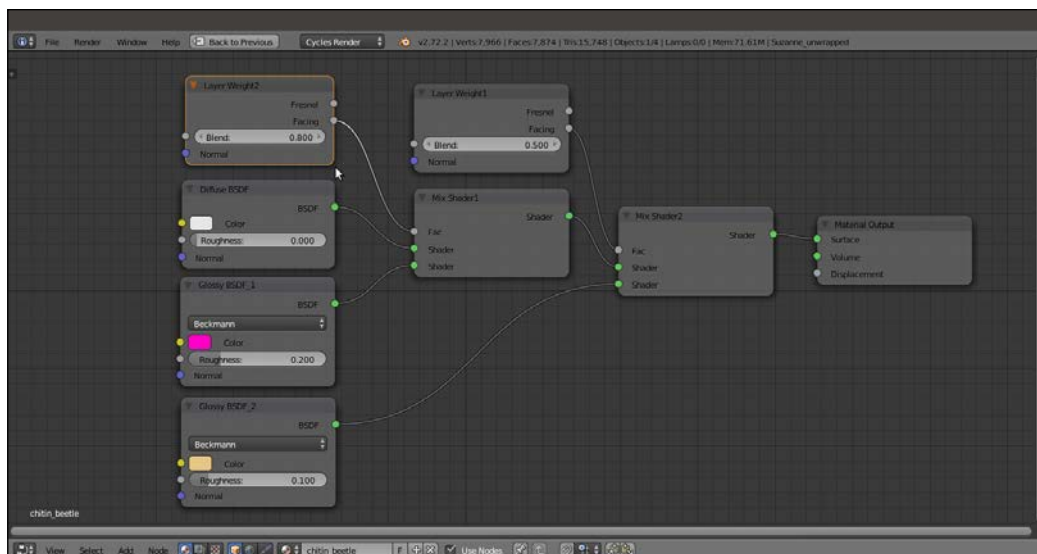 File Render Window Help Back to Previous Cycles Render v2.72.2 | Verts:7,966 | Faces:7,874 | Tris:15,748 | Objects:1/4 | Lamps:0/0 | Mem:71.61M | Suzanne_unwrapped
Layer Weight2
Fresnel
Facing
Blend: 0.800
Normal
Layer Weight1
Fresnel
Facing
Blend: 0.500
Normal
Diffuse BSDF
BSDF
Color
Roughness: 0.000
Normal
Mix Shader1
Shader
Fac
Shader
Shader
Mix Shader2
Shader
Fac
Shader
Shader
Material Output
Surface
Volume
Displacement
Glossy BSDF_1
BSDF
Beckmann
Color
Roughness: 0.200
Normal
Glossy BSDF_2
BSDF
Beckmann
Color
Roughness: 0.100
Normal
chitin_beetle
View Select Add Node chitin_beetle F Use Nodes